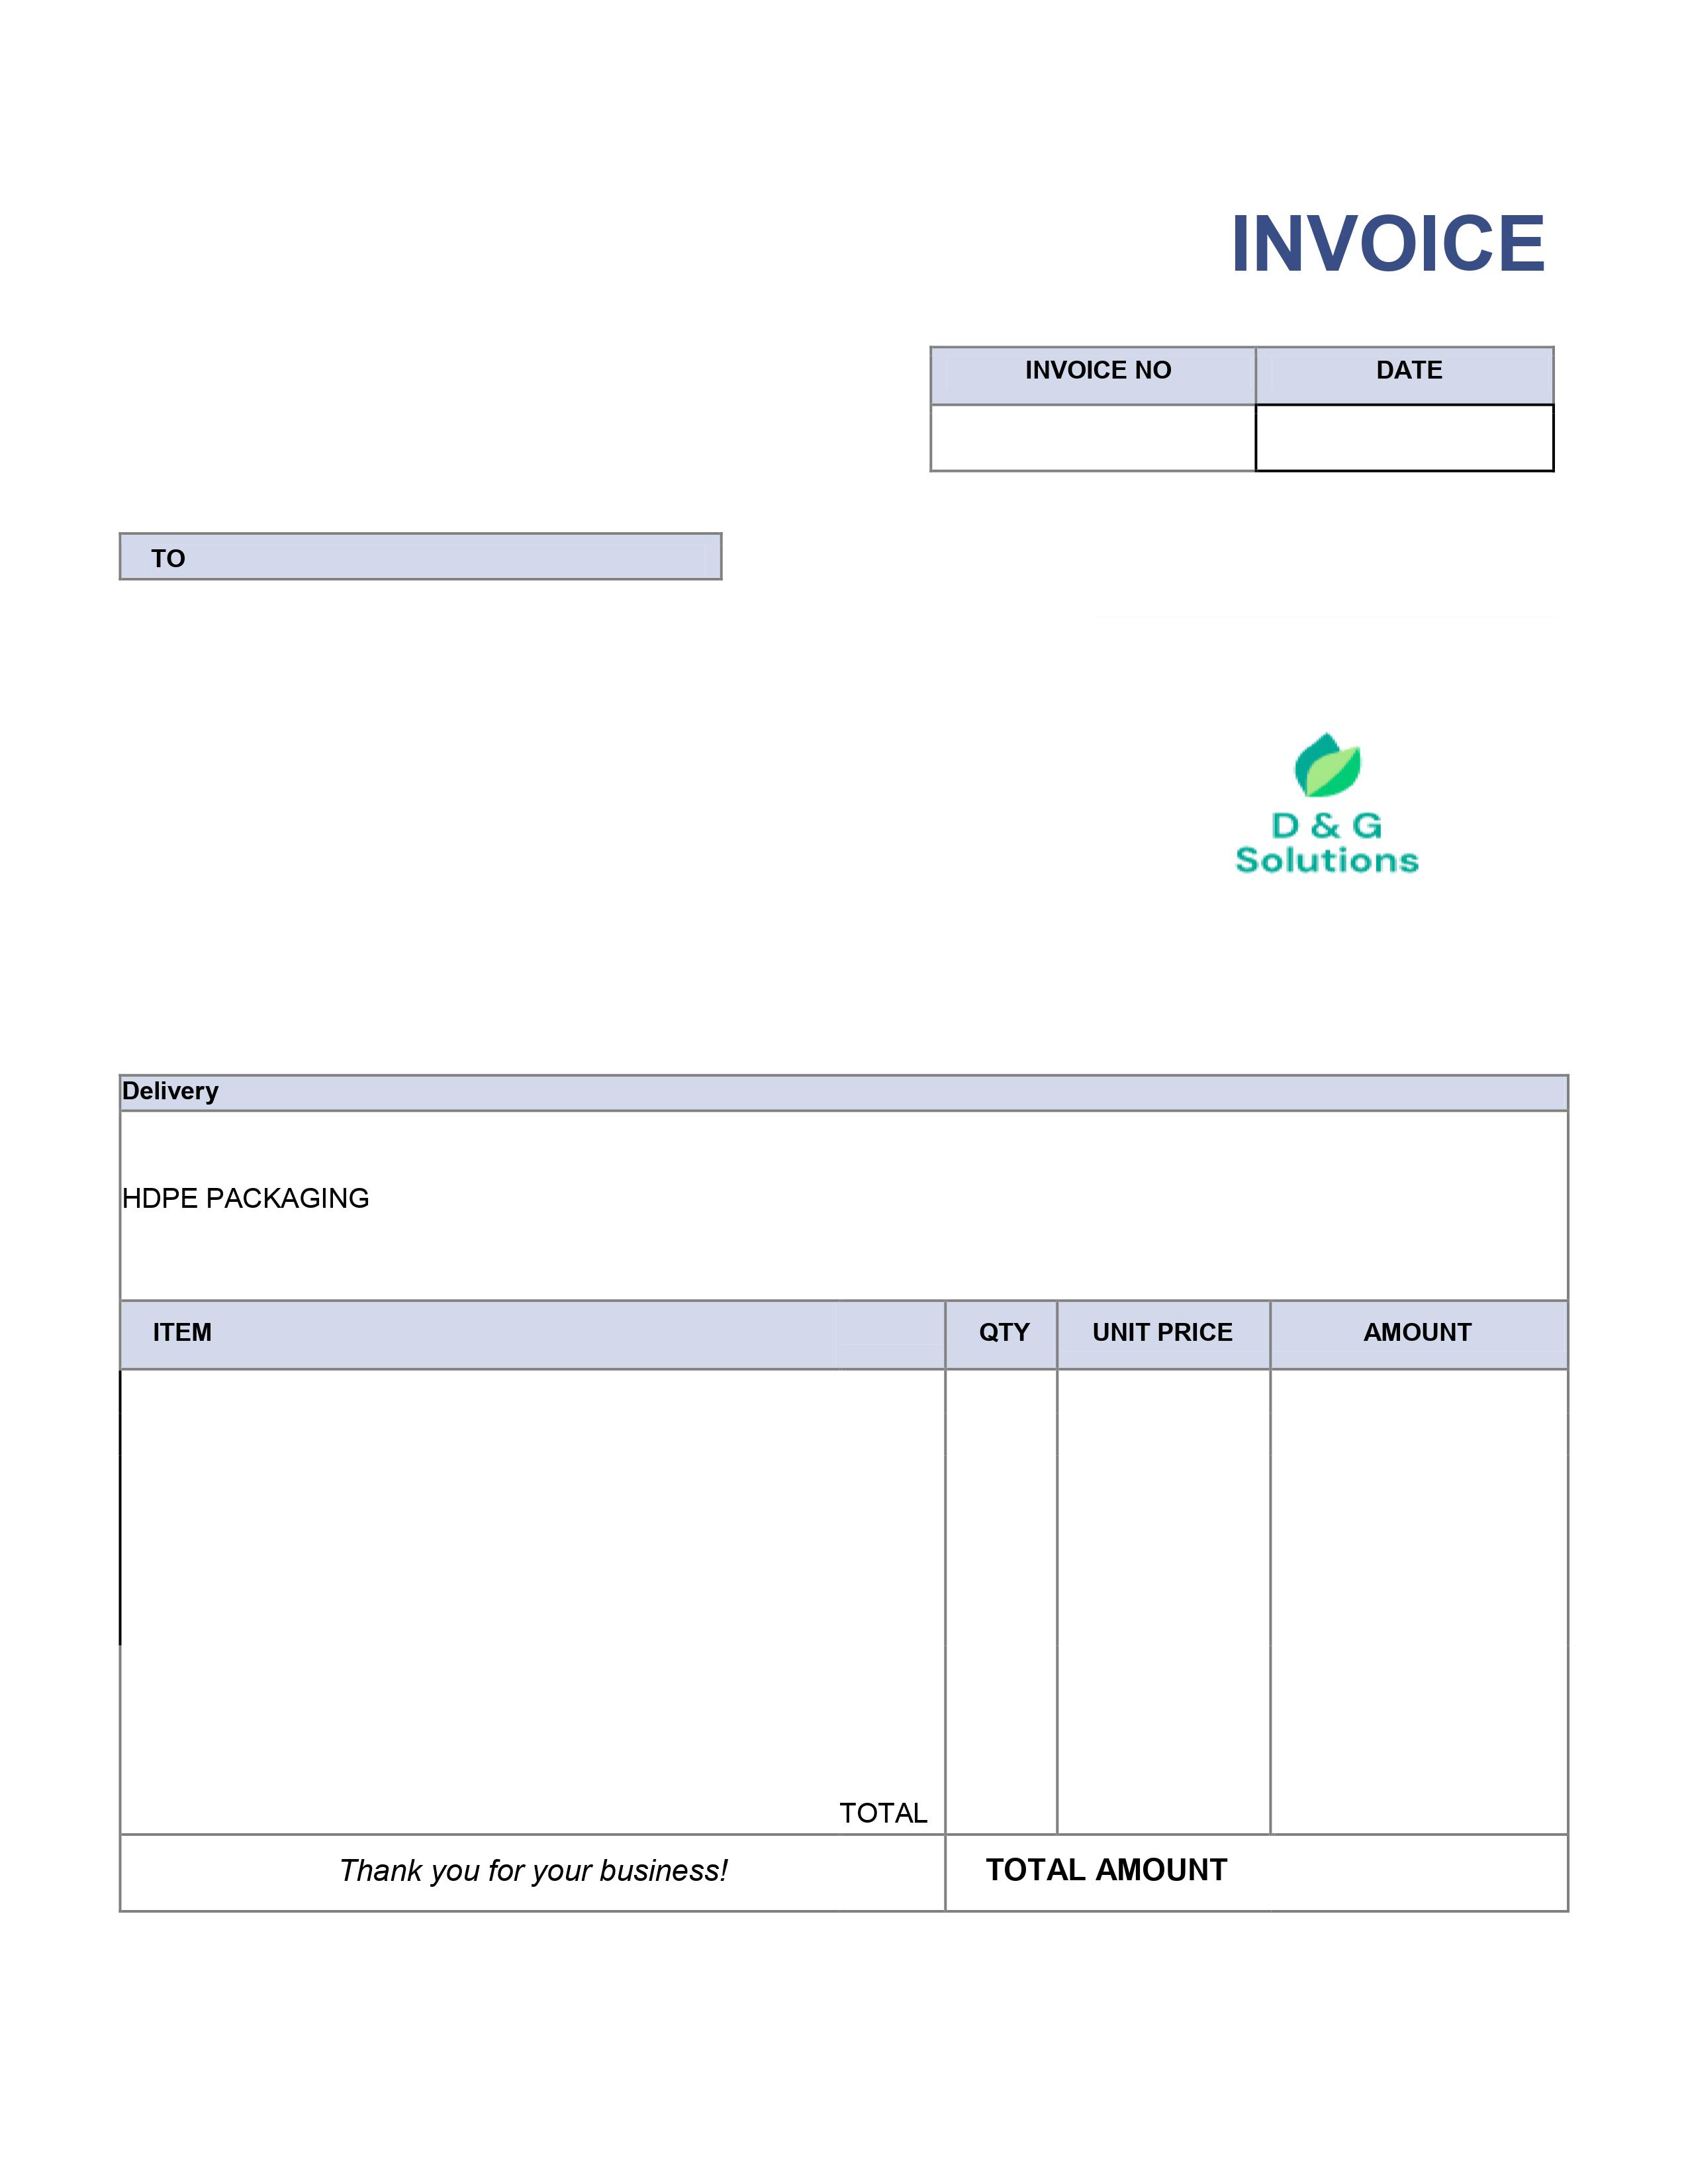 INVOICE
INVOICE NO DATE
TO
D & G
Solutions
Delivery
HDPE PACKAGING
ITEM QTY UNIT PRICE AMOUNT
TOTAL
Thank you for your business! TOTAL AMOUNT